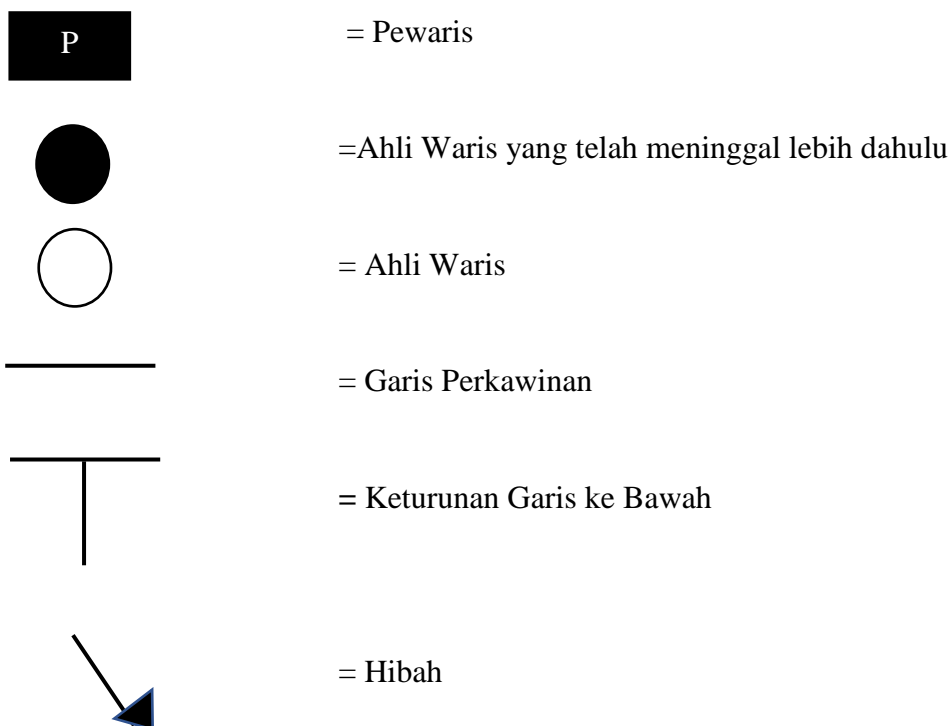 P = Pewaris
=Ahli Waris yang telah meninggal lebih dahulu
= Ahli Waris
= Garis Perkawinan
= Keturunan Garis ke Bawah
= Hibah